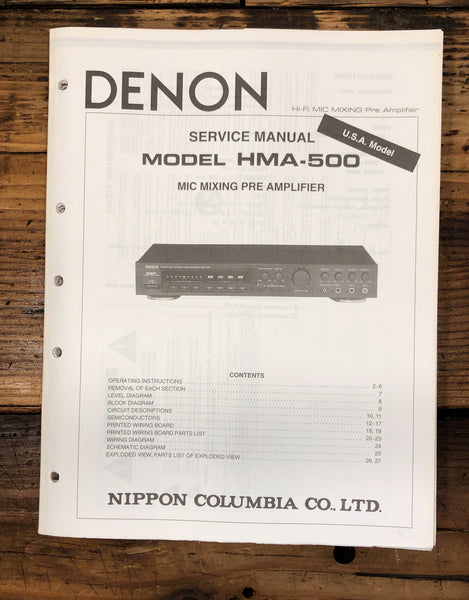 DENON
Hi-Fi MIC MIXING Pre Amplifier
U.S.A. Model
SERVICE MANUAL
MODEL HMA-500
MIC MIXING PRE AMPLIFIER
DENON
CONTENTS
OPERATING INSTRUCTIONS 2~6
REMOVAL OF EACH SECTION 7
LEVEL DIAGRAM 8
BLOCK DIAGRAM 9
CIRCUIT DESCRIPTIONS 10, 11
SEMICONDUCTORS 12~17
PRINTED WIRING BOARD 18, 19
PRINTED WIRING BOARD PARTS LIST 20~23
WIRING DIAGRAM 24
SCHEMATIC DIAGRAM 25
EXPLODED VIEW, PARTS LIST OF EXPLODED VIEW 26, 27
NIPPON COLUMBIA CO., LTD.